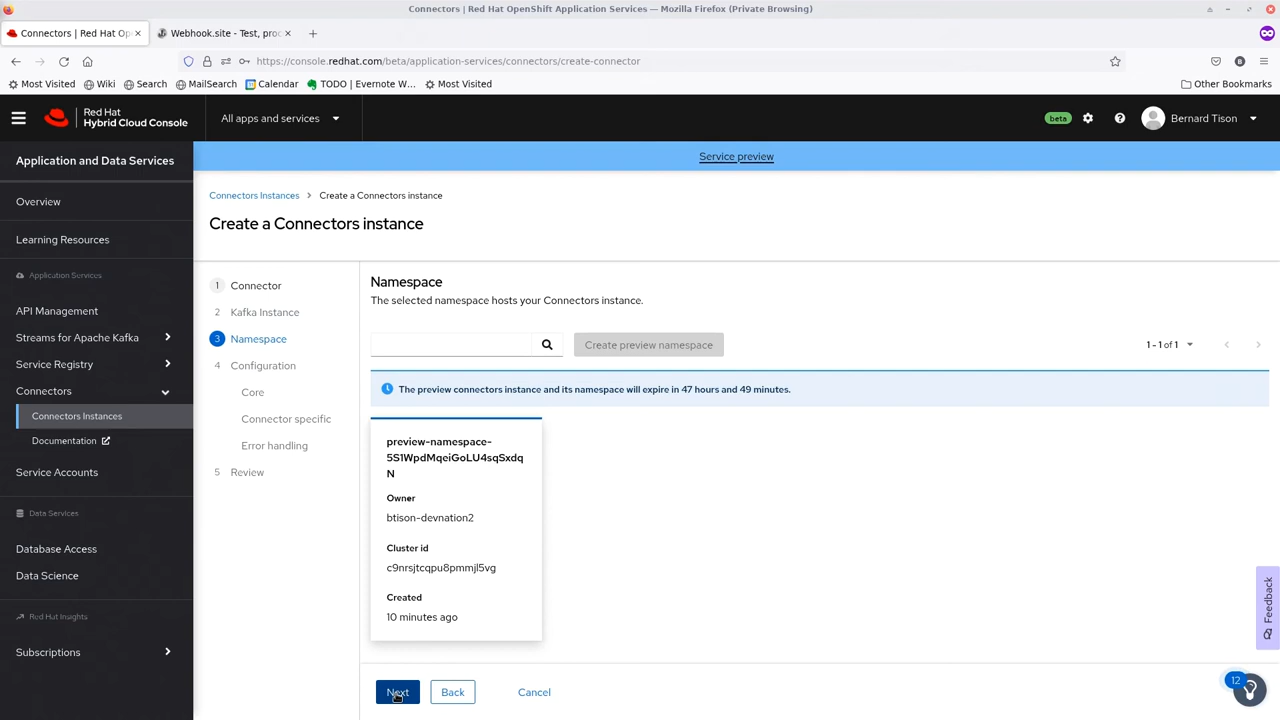 Connectors | Red Hat OpenShift Application Services — Mozilla Firefox (Private Browsing)
Connectors | Red Hat Op
Webhook.site - Test, proc
https://console.redhat.com/beta/application-services/connectors/create-connector
Most Visited Wiki Search MailSearch Calendar TODO | Evernote W... Most Visited Other Bookmarks
Red Hat
Hybrid Cloud Console
All apps and services
beta
Bernard Tison
Application and Data Services
Service preview
Overview
Learning Resources
Application Services
API Management
Streams for Apache Kafka
Service Registry
Connectors
Connectors Instances
Documentation
Service Accounts
Data Services
Database Access
Data Science
Red Hat Insights
Subscriptions
Connectors Instances > Create a Connectors instance
Create a Connectors instance
1 Connector
2 Kafka Instance
3 Namespace
4 Configuration
Core
Connector specific
Error handling
5 Review
Namespace
The selected namespace hosts your Connectors instance.
Create preview namespace
1 - 1 of 1
The preview connectors instance and its namespace will expire in 47 hours and 49 minutes.
preview-namespace-
5S1WpdMqeiGoLU4sqSxdq
N
Owner
btison-devnation2
Cluster id
c9nrsjtcqpu8pmmjl5vg
Created
10 minutes ago
Next
Back
Cancel
Feedback
12